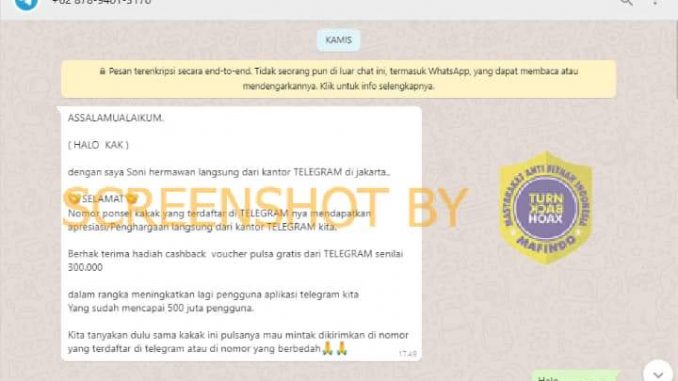 KAMIS
Pesan terenkripsi secara end-to-end. Tidak seorang pun di luar chat ini, termasuk WhatsApp, yang dapat membaca atau
mendengarkannya. Klik untuk info selengkapnya.
ASSALAMUALAIKUM.
( HALO KAK )
dengan saya Soni hermawan langsung dari kantor TELEGRAM di jakarta..
SELAMAT
Nomor ponsel kakak yang terdaftar di TELEGRAM nya mendapatkan
apresiasi/Penghargaan langsung dari kantor TELEGRAM kita.
Berhak terima hadiah cashback voucher pulsa gratis dari TELEGRAM senilai
300.000
dalam rangka meningkatkan lagi pengguna aplikasi telegram kita
Yang sudah mencapai 500 juta pengguna.
Kita tanyakan dulu sama kakak ini pulsanya mau mintak dikirimkan di nomor
yang terdaftar di telegram atau di nomor yang berbedah🙏🙏
17.49
SCREENSHOT BY
MASYARAKAT ANTI FITNAH INDONESIA
TURN
BACK
HOAX
MAFINDO